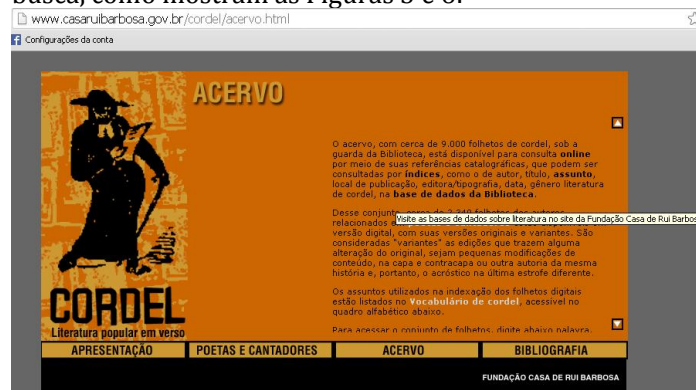 busca, como mostram as Figuras 5 e 6:
www.casaruibarbosa.gov.br/cordel/acervo.html
Configurações da conta
ACERVO
O acervo, com cerca de 9.000 folhetos de cordel, sob a
guarda da Biblioteca, está disponível para consulta online
por meio de suas referências catalográficas, que podem ser
consultadas por índices, como o de autor, título, assunto,
local de publicação, editora/tipografia, data, gênero literatura
de cordel, na base de dados da Biblioteca.
Visite as bases de dados sobre literatura no site da Fundação Casa de Rui Barbos
Desse conjunto, cerca de 2.340 folhetos dos autores
relacionados
versão digital, com suas versões originais e variantes. São
consideradas "variantes" as edições que trazem alguma
alteração do original, sejam pequenas modificações de
conteúdo, na capa e contracapa ou outra autoria da mesma
história e, portanto, o acróstico na última estrofe diferente.
Os assuntos utilizados na indexação dos folhetos digitais
estão listados no Vocabulário de cordel, acessível no
quadro alfabético abaixo.
Para acessar o conjunto de folhetos, digite abaixo palavra,
CORDEL
Literatura popular em verso
APRESENTAÇÃO POETAS E CANTADORES ACERVO BIBLIOGRAFIA
FUNDAÇÃO CASA DE RUI BARBOSA